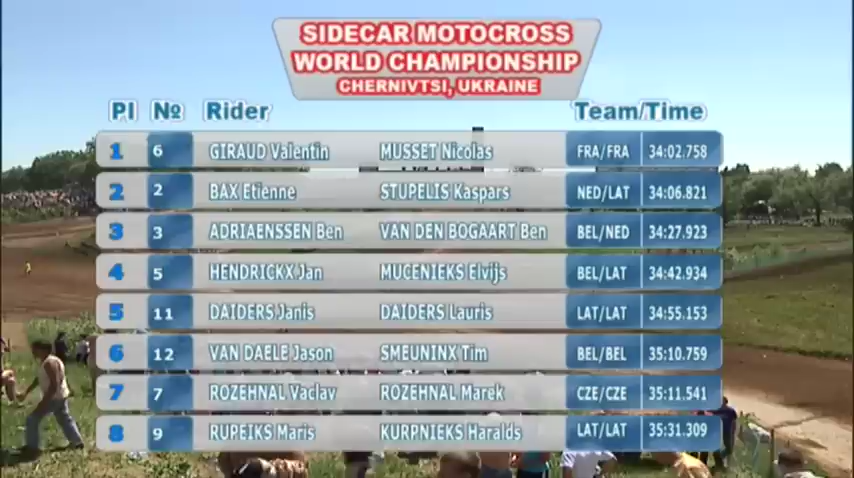 SIDECAR MOTOCROSS
WORLD CHAMPIONSHIP
CHERNIVTSI, UKRAINE
Pl № Rider Team/Time
1 6 GIRAUD Valentin MUSSET Nicolas FRA/FRA 34:02.758
2 2 BAX Etienne STUPELIS Kaspars NED/LAT 34:06.821
3 3 ADRIAENSSEN Ben VAN DEN BOGAART Ben BEL/NED 34:27.923
4 5 HENDRICKX Jan MUCENIEKS Elvijs BEL/LAT 34:42.934
5 11 DAIDERS Janis DAIDERS Lauris LAT/LAT 34:55.153
6 12 VAN DAELE Jason SMEUNINX Tim BEL/BEL 35:10.759
7 7 ROZEHNAL Vaclav ROZEHNAL Marek CZE/CZE 35:11.541
8 9 RUPEIKS Maris KURPNIEKS Haralds LAT/LAT 35:31.309